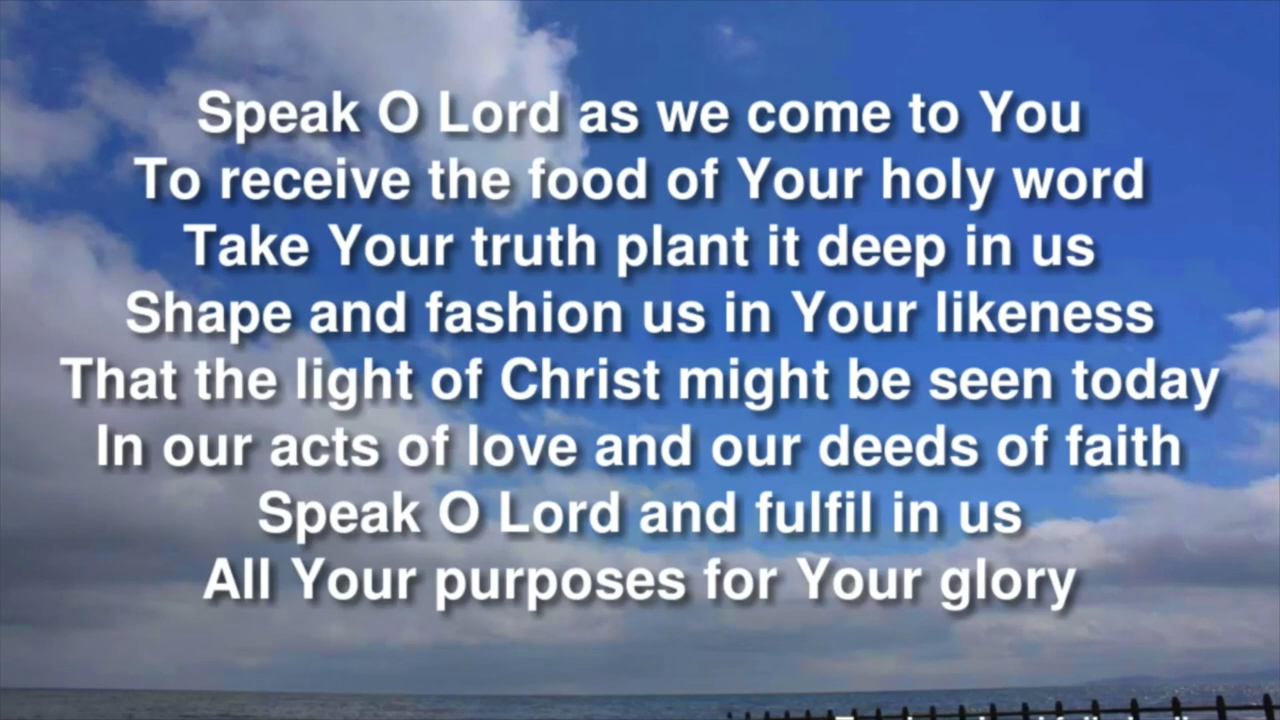 Speak O Lord as we come to You
To receive the food of Your holy word
Take Your truth plant it deep in us
Shape and fashion us in Your likeness
That the light of Christ might be seen today
In our acts of love and our deeds of faith
Speak O Lord and fulfil in us
All Your purposes for Your glory